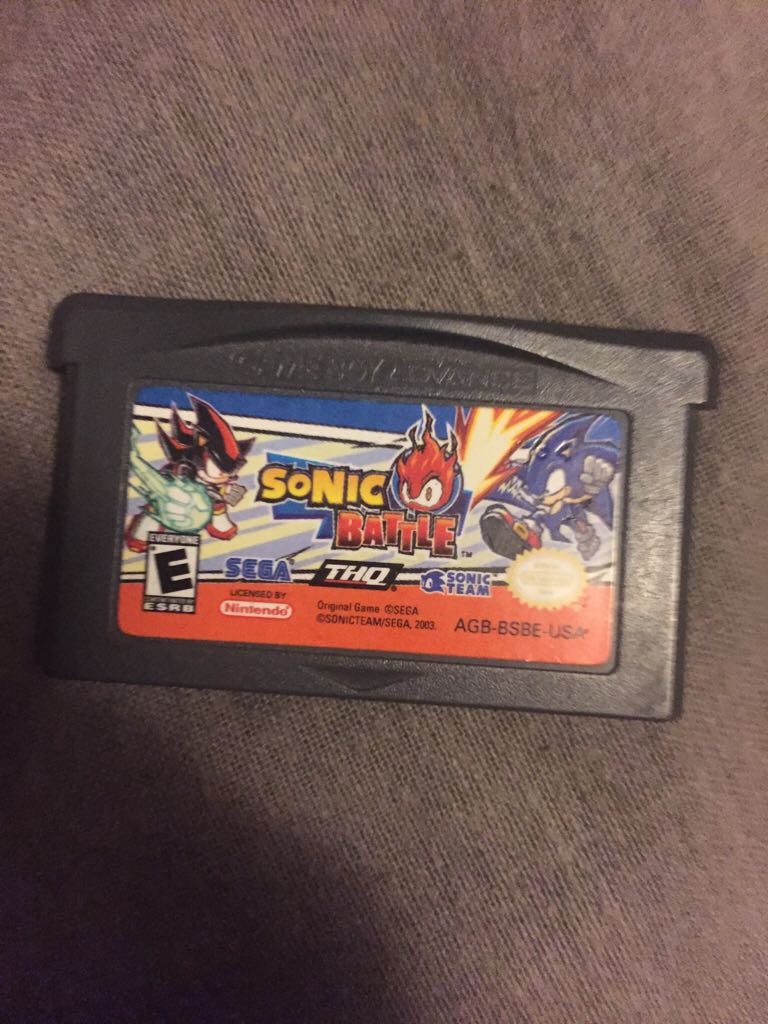 GAME BOY ADVANCE
SONIC
BATTLE
TM
EVERYONE
E
ESRB
SEGA
THQ
SONIC
TEAM
LICENSED BY
Nintendo
Original Game ©SEGA
©SONICTEAM/SEGA, 2003.
AGB-BSBE-USA